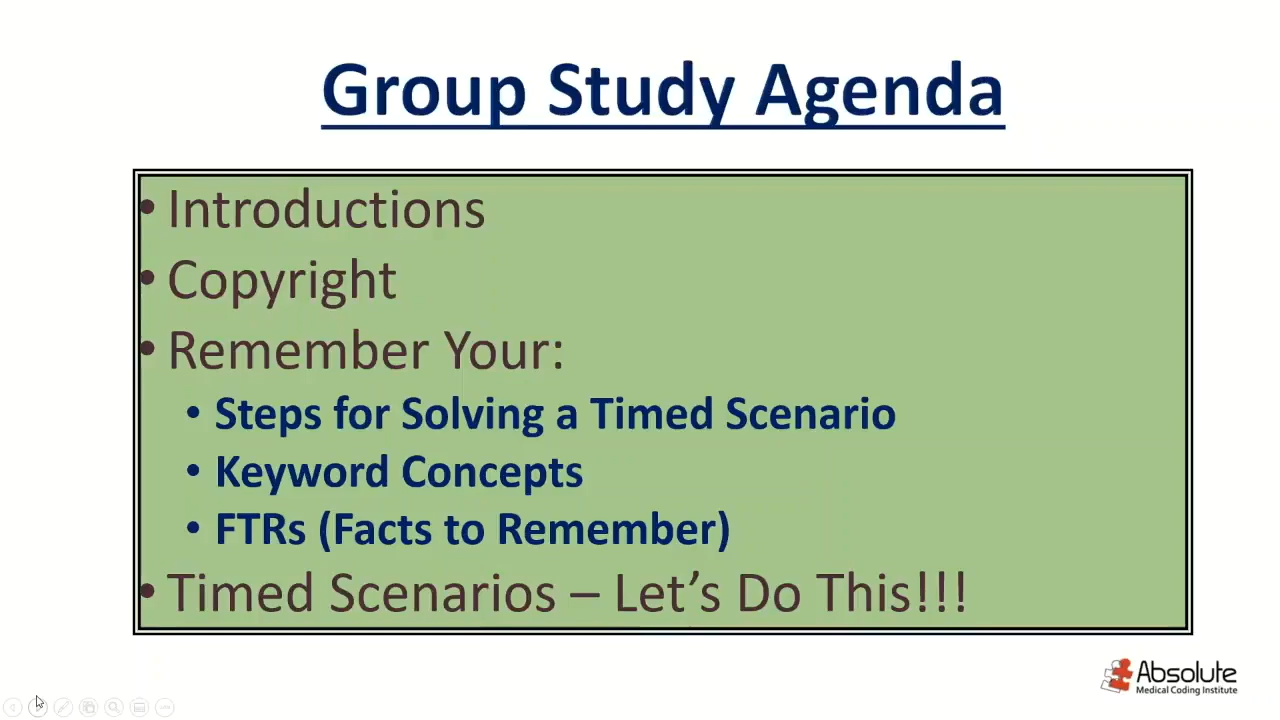 Group Study Agenda
• Introductions
• Copyright
• Remember Your:
• Steps for Solving a Timed Scenario
• Keyword Concepts
• FTRs (Facts to Remember)
• Timed Scenarios – Let’s Do This!!!
Absolute
Medical Coding Institute